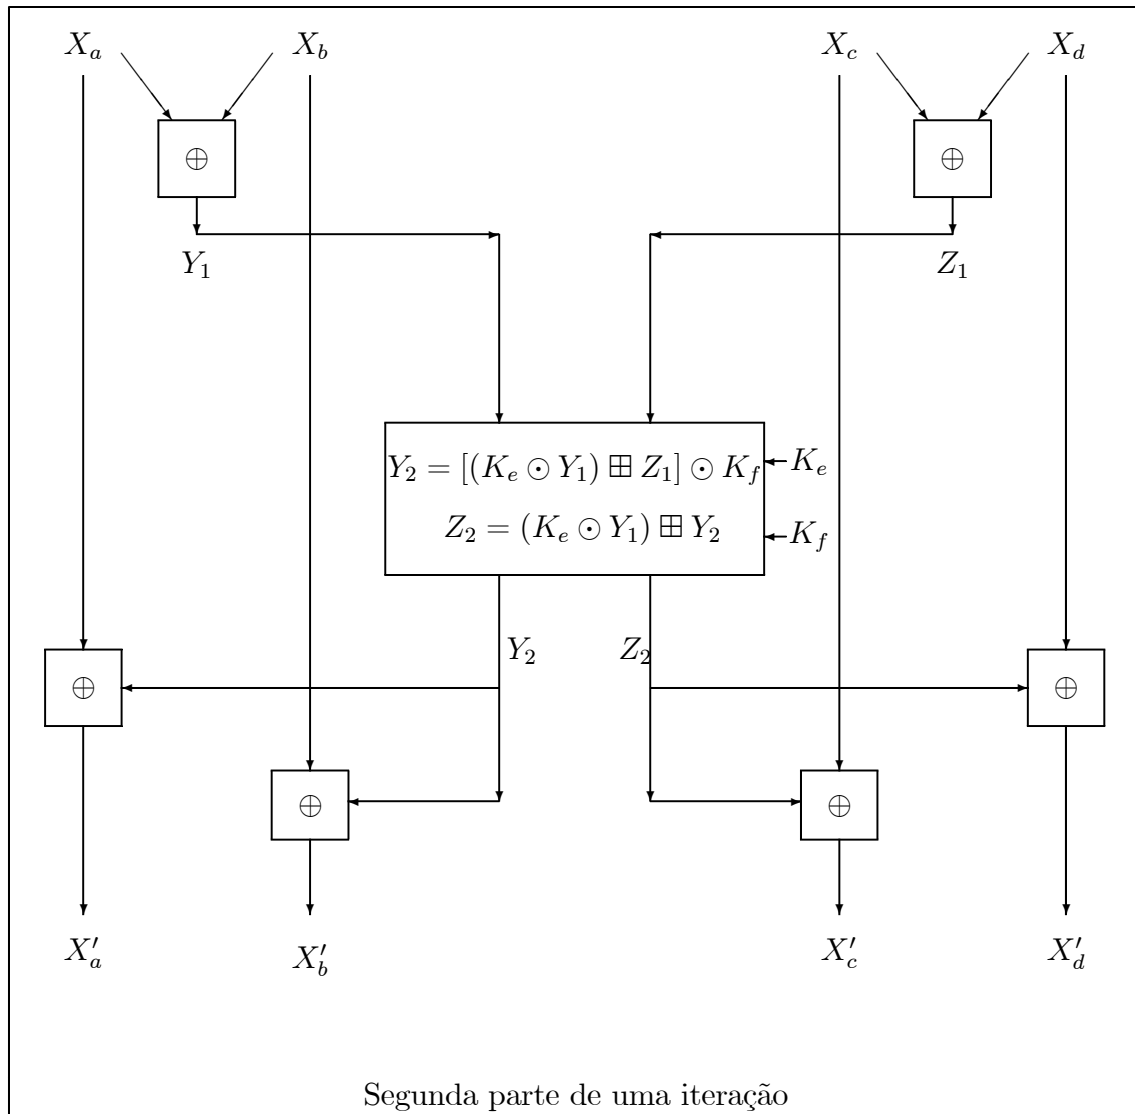 X_a X_b X_c X_d
⊕ ⊕
Y_1 Z_1
Y_2 = [(K_e ⊙ Y_1) ⊞ Z_1] ⊙ K_f K_e
Z_2 = (K_e ⊙ Y_1) ⊞ Y_2 K_f
Y_2 Z_2
⊕ ⊕
⊕ ⊕
X'_a X'_b X'_c X'_d
Segunda parte de uma iteração